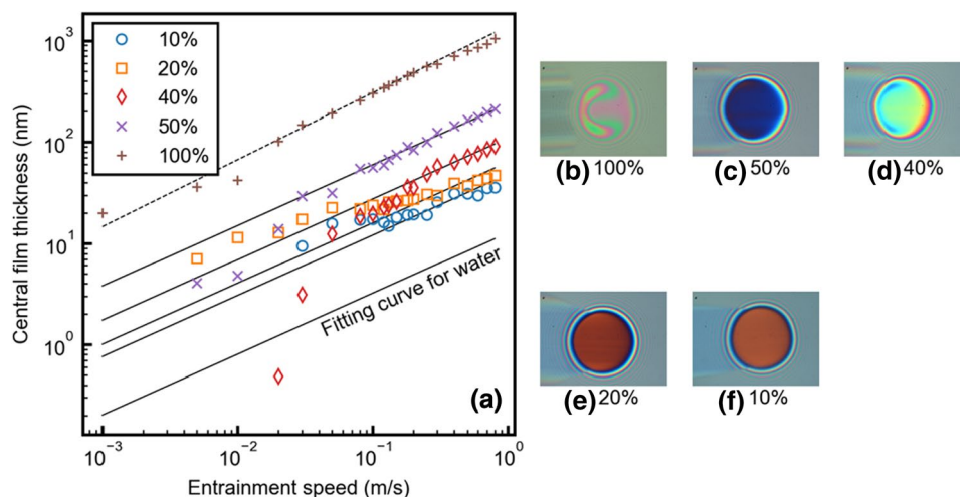 10%
20%
40%
50%
100%
Central film thickness (nm)
10³
10²
10¹
10⁰
Fitting curve for water
(a)
10⁻³
10⁻²
10⁻¹
10⁰
Entrainment speed (m/s)
(b) 100%
(c) 50%
(d) 40%
(e) 20%
(f) 10%